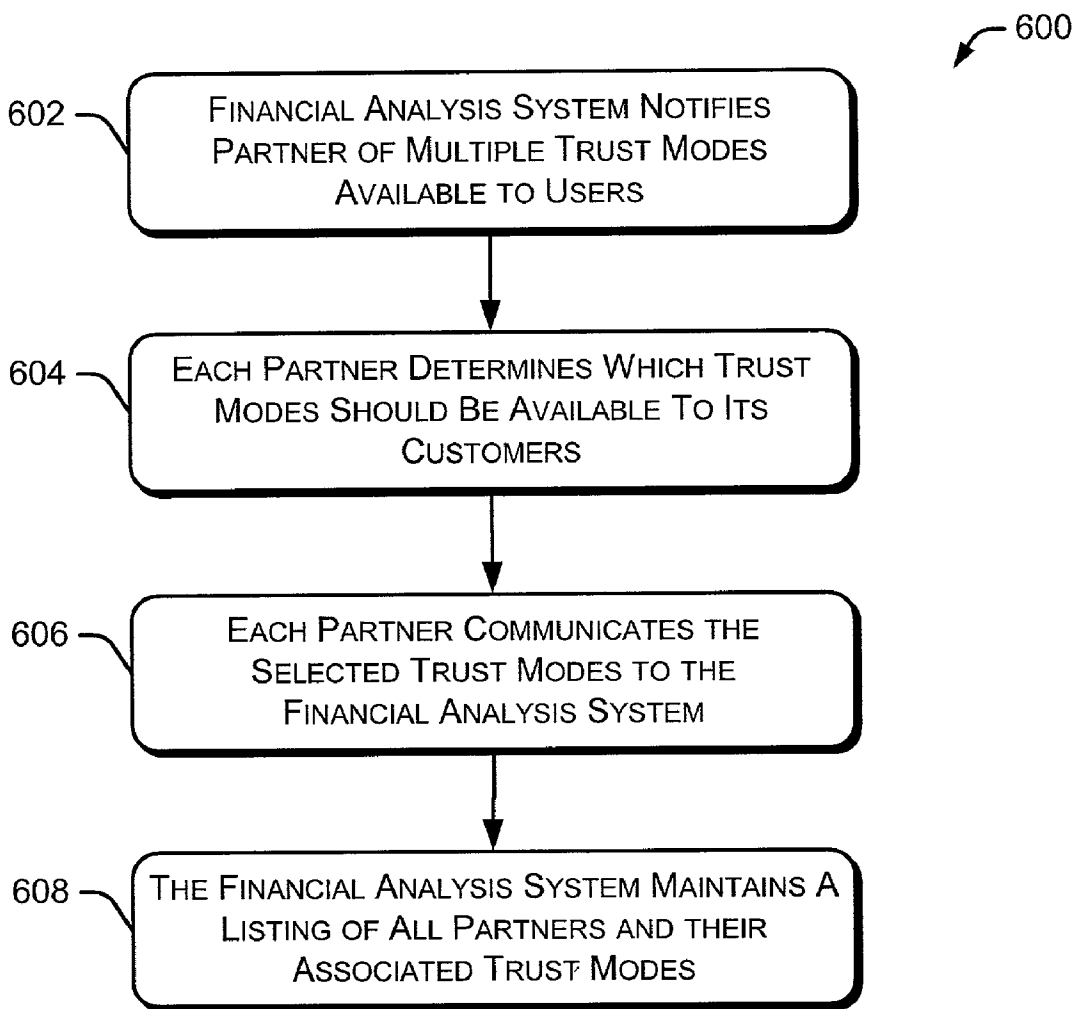 600
602
FINANCIAL ANALYSIS SYSTEM NOTIFIES
PARTNER OF MULTIPLE TRUST MODES
AVAILABLE TO USERS
604
EACH PARTNER DETERMINES WHICH TRUST
MODES SHOULD BE AVAILABLE TO ITS
CUSTOMERS
606
EACH PARTNER COMMUNICATES THE
SELECTED TRUST MODES TO THE
FINANCIAL ANALYSIS SYSTEM
608
THE FINANCIAL ANALYSIS SYSTEM MAINTAINS A
LISTING OF ALL PARTNERS AND THEIR
ASSOCIATED TRUST MODES